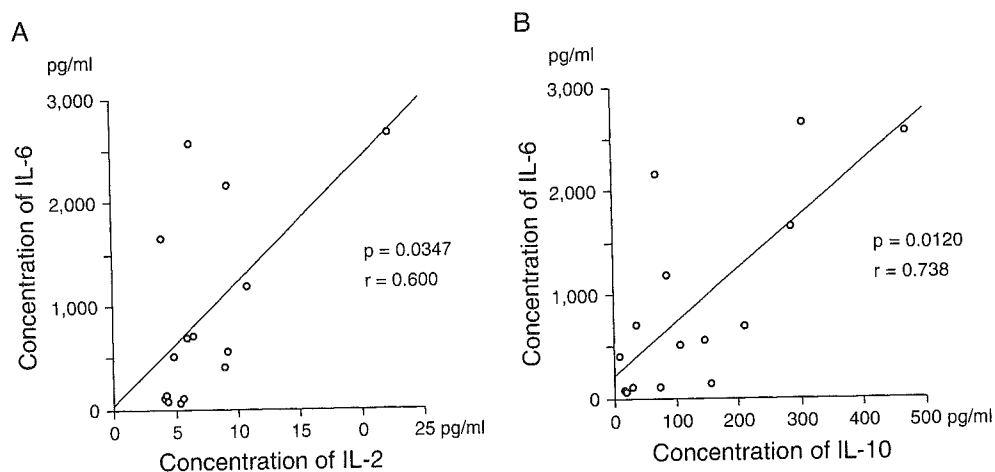 A
pg/ml
3,000
2,000
1,000
0
Concentration of IL-6
p = 0.0347
r = 0.600
0 5 10 0 25 pg/ml
Concentration of IL-2
B
pg/ml
3,000
2,000
1,000
0
Concentration of IL-6
p = 0.0120
r = 0.738
0 100 200 300 400 500 pg/ml
Concentration of IL-10